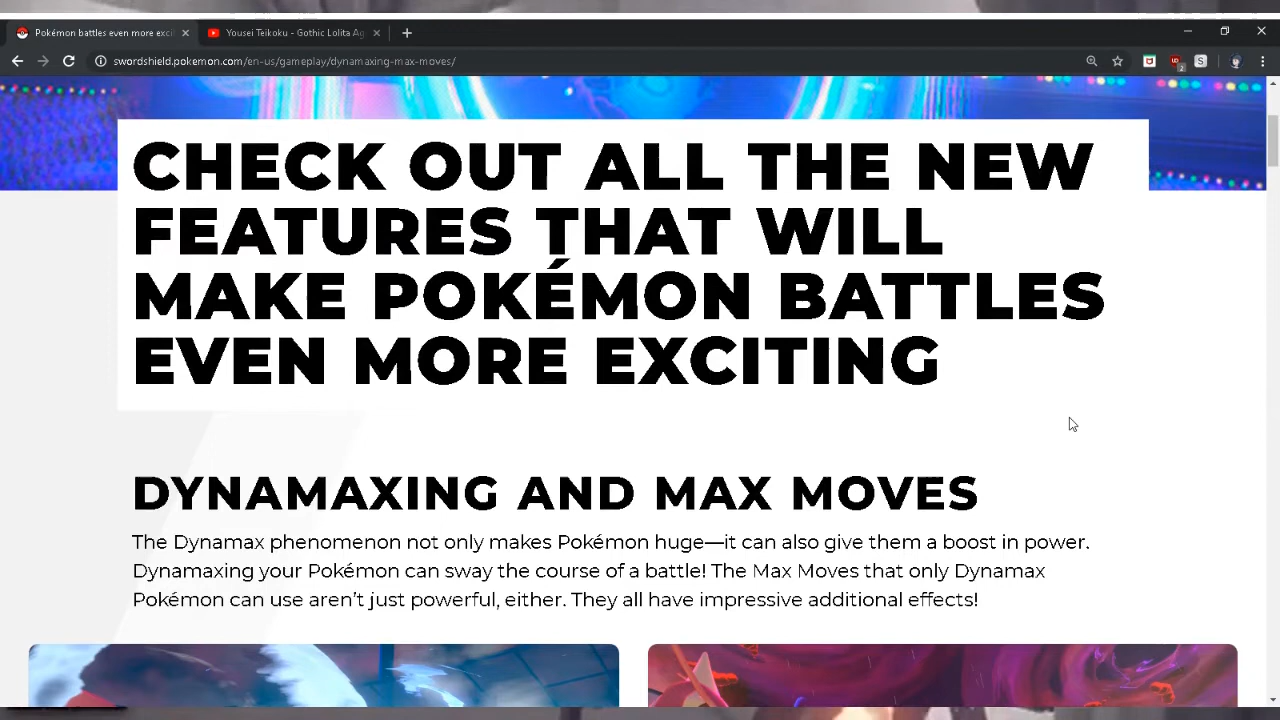 Pokémon battles even more exci
Yousei Teikoku - Gothic Lolita Ag
swordshield.pokemon.com/en-us/gameplay/dynamaxing-max-moves/
2
S
CHECK OUT ALL THE NEW
FEATURES THAT WILL
MAKE POKÉMON BATTLES
EVEN MORE EXCITING
DYNAMAXING AND MAX MOVES
The Dynamax phenomenon not only makes Pokémon huge—it can also give them a boost in power.
Dynamaxing your Pokémon can sway the course of a battle! The Max Moves that only Dynamax
Pokémon can use aren't just powerful, either. They all have impressive additional effects!